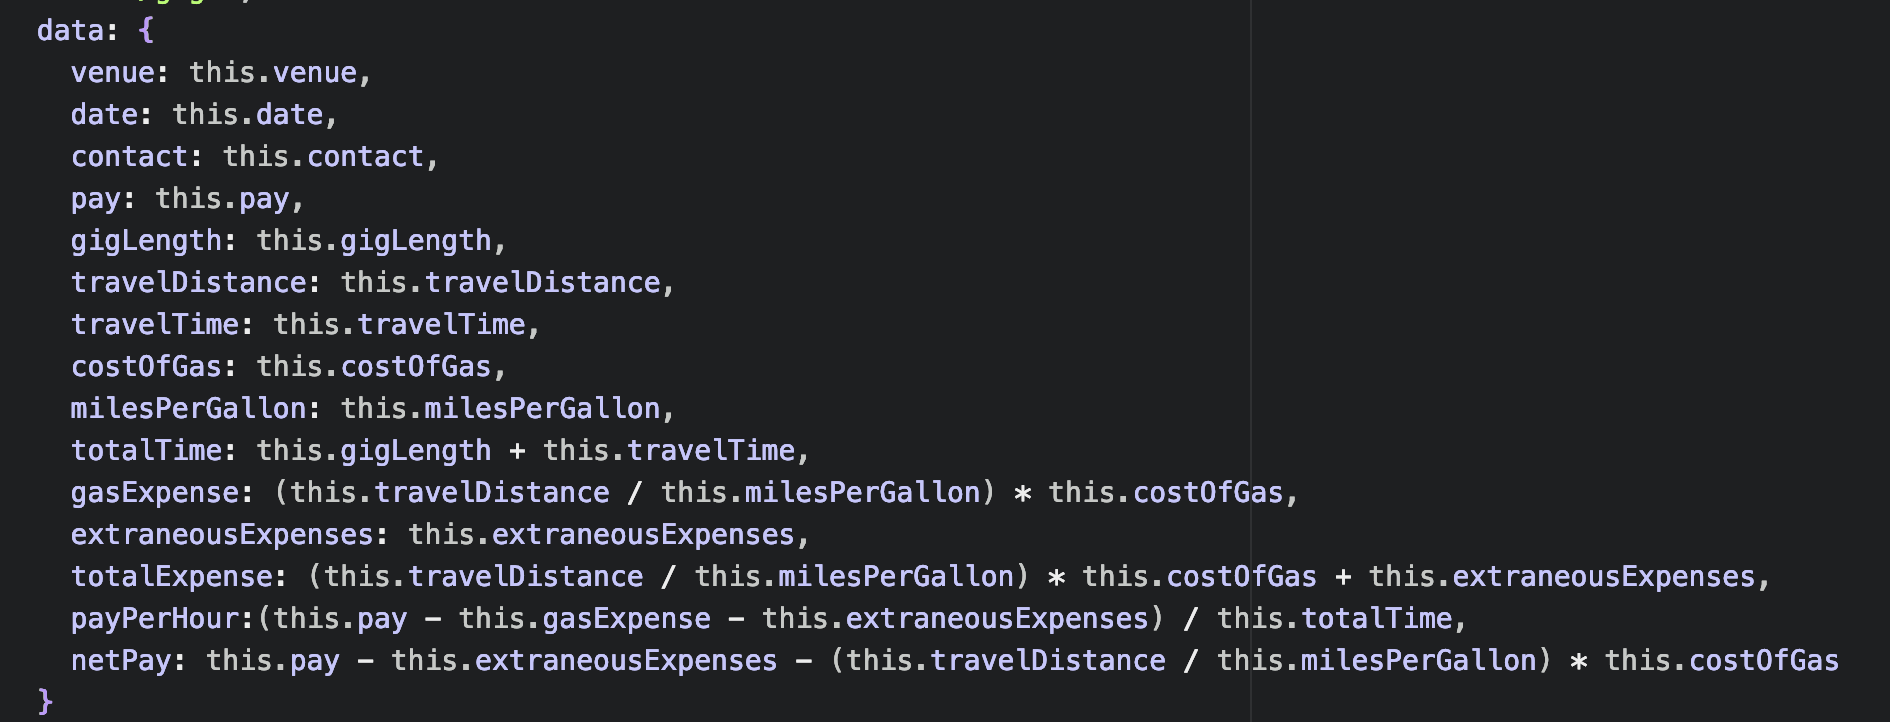 data: {
venue: this.venue,
date: this.date,
contact: this.contact,
pay: this.pay,
gigLength: this.gigLength,
travelDistance: this.travelDistance,
travelTime: this.travelTime,
costOfGas: this.costOfGas,
milesPerGallon: this.milesPerGallon,
totalTime: this.gigLength + this.travelTime,
gasExpense: (this.travelDistance / this.milesPerGallon) * this.costOfGas,
extraneousExpenses: this.extraneousExpenses,
totalExpense: (this.travelDistance / this.milesPerGallon) * this.costOfGas + this.extraneousExpenses,
payPerHour:(this.pay - this.gasExpense - this.extraneousExpenses) / this.totalTime,
netPay: this.pay - this.extraneousExpenses - (this.travelDistance / this.milesPerGallon) * this.costOfGas
}